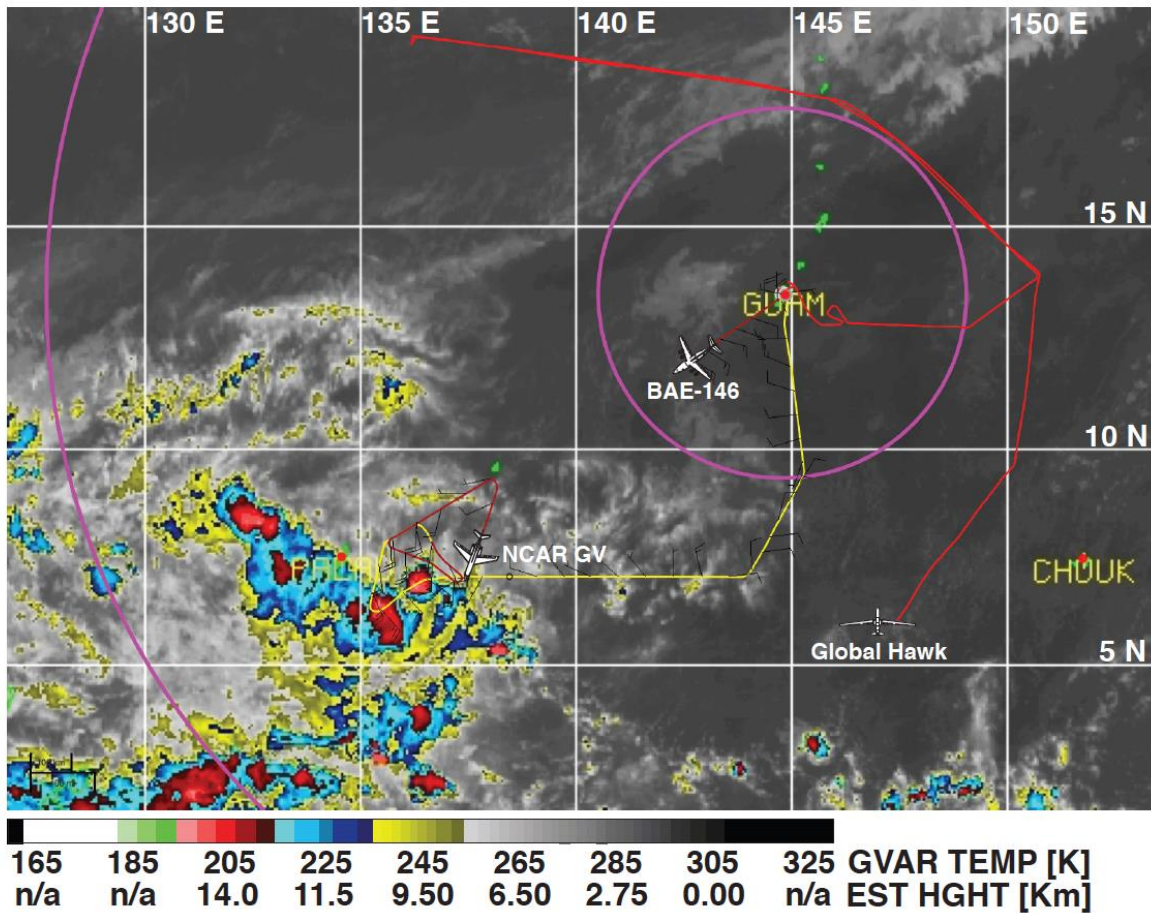 130 E 135 E 140 E 145 E 150 E
15 N
GUAM
BAE-146
10 N
NCAR GV
CHUUK
Global Hawk
5 N
165 185 205 225 245 265 285 305 325 GVAR TEMP [K]
n/a n/a 14.0 11.5 9.50 6.50 2.75 0.00 n/a EST HGHT [Km]